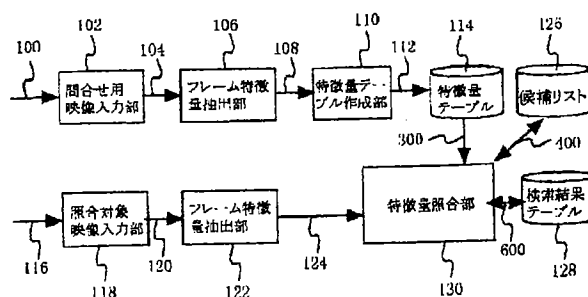 100
102
104
106
108
110
112
114
126
問合せ用
映像入力部
フレーム特徴
量抽出部
特徴量テー
ブル作成部
特徴量
テーブル
候補リスト
300
400
照合対象
映像入力部
フレーム特徴
量抽出部
特徴量照合部
検索結果
テーブル
116
118
120
122
124
130
600
128